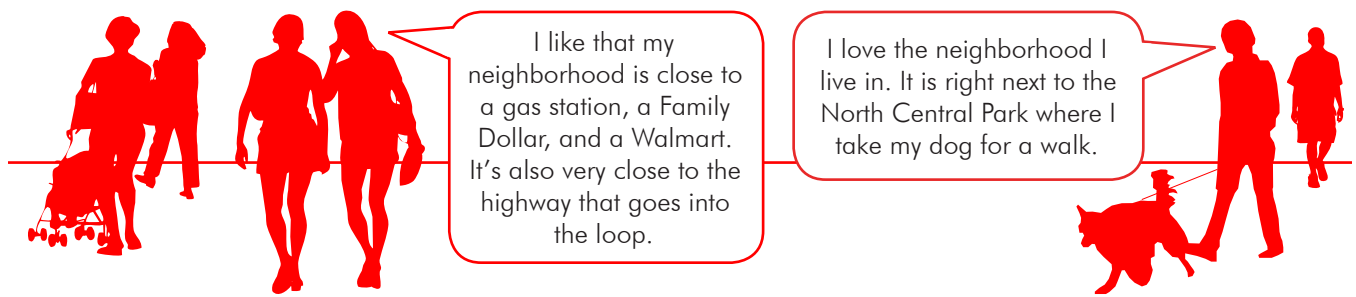 I like that my
neighborhood is close to
a gas station, a Family
Dollar, and a Walmart.
It’s also very close to the
highway that goes into
the loop.
I love the neighborhood I
live in. It is right next to the
North Central Park where I
take my dog for a walk.